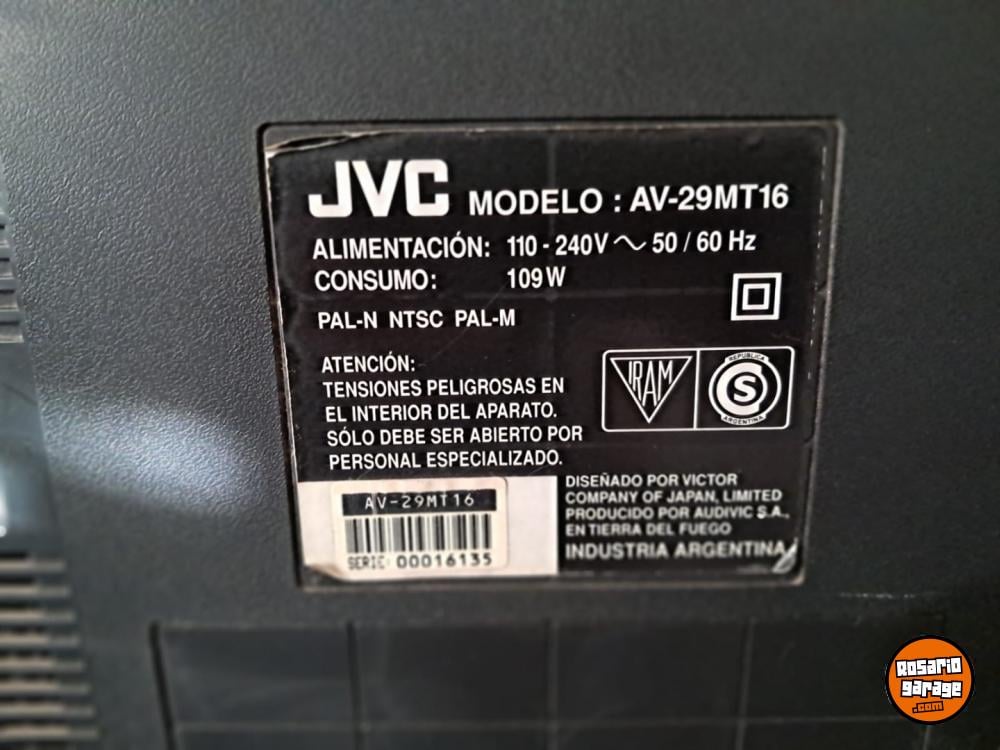 JVC MODELO : AV-29MT16
ALIMENTACIÓN: 110 - 240V ~ 50 / 60 Hz
CONSUMO: 109 W
PAL-N NTSC PAL-M
ATENCIÓN:
TENSIONES PELIGROSAS EN
EL INTERIOR DEL APARATO.
SÓLO DEBE SER ABIERTO POR
PERSONAL ESPECIALIZADO.
IRAM
REPUBLICA
S
ARGENTINA
AV-29MT16
SERIE: 00016135
DISEÑADO POR VICTOR
COMPANY OF JAPAN, LIMITED
PRODUCIDO POR AUDIVIC S.A.,
EN TIERRA DEL FUEGO
INDUSTRIA ARGENTINA
Rosario
garage
.com